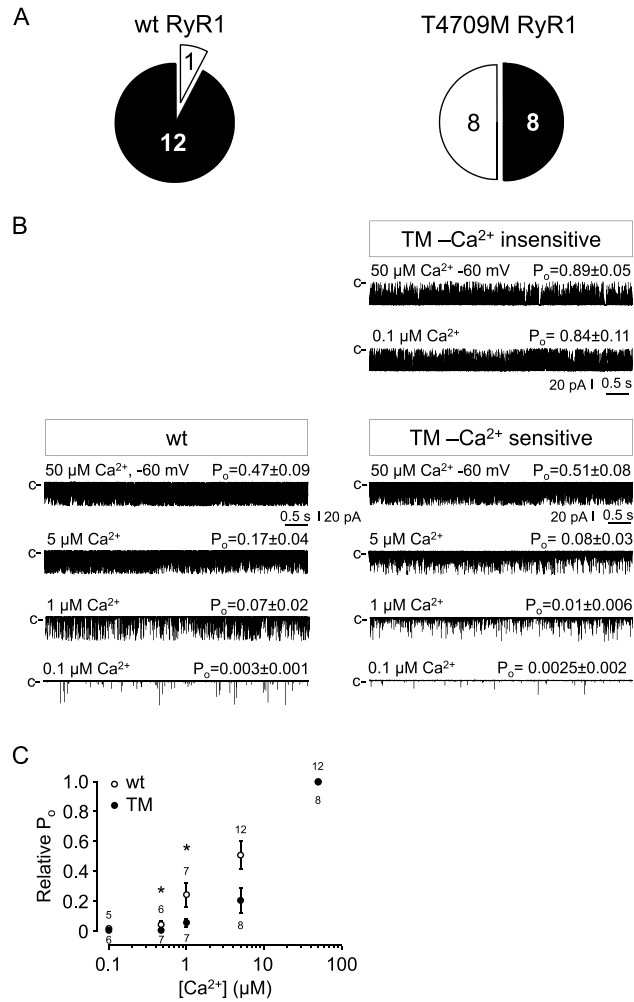 A
wt RyR1
T4709M RyR1
1
12
8
8
B
TM –Ca²⁺ insensitive
50 µM Ca²⁺ -60 mV Pₒ=0.89±0.05
c-
0.1 µM Ca²⁺ Pₒ= 0.84±0.11
c-
20 pA 0.5 s
wt
TM –Ca²⁺ sensitive
50 µM Ca²⁺, -60 mV Pₒ=0.47±0.09
c-
0.5 s 20 pA
50 µM Ca²⁺ -60 mV Pₒ=0.51±0.08
c-
20 pA 0.5 s
5 µM Ca²⁺ Pₒ=0.17±0.04
c-
5 µM Ca²⁺ Pₒ= 0.08±0.03
c-
1 µM Ca²⁺ Pₒ=0.07±0.02
c-
1 µM Ca²⁺ Pₒ=0.01±0.006
c-
0.1 µM Ca²⁺ Pₒ=0.003±0.001
c-
0.1 µM Ca²⁺ Pₒ= 0.0025±0.002
c-
C
Relative Pₒ
1.0
0.8
0.6
0.4
0.2
0
wt
TM
5
6
6
7
*
7
7
*
12
8
12
8
0.1 1 10 100
[Ca²⁺] (µM)